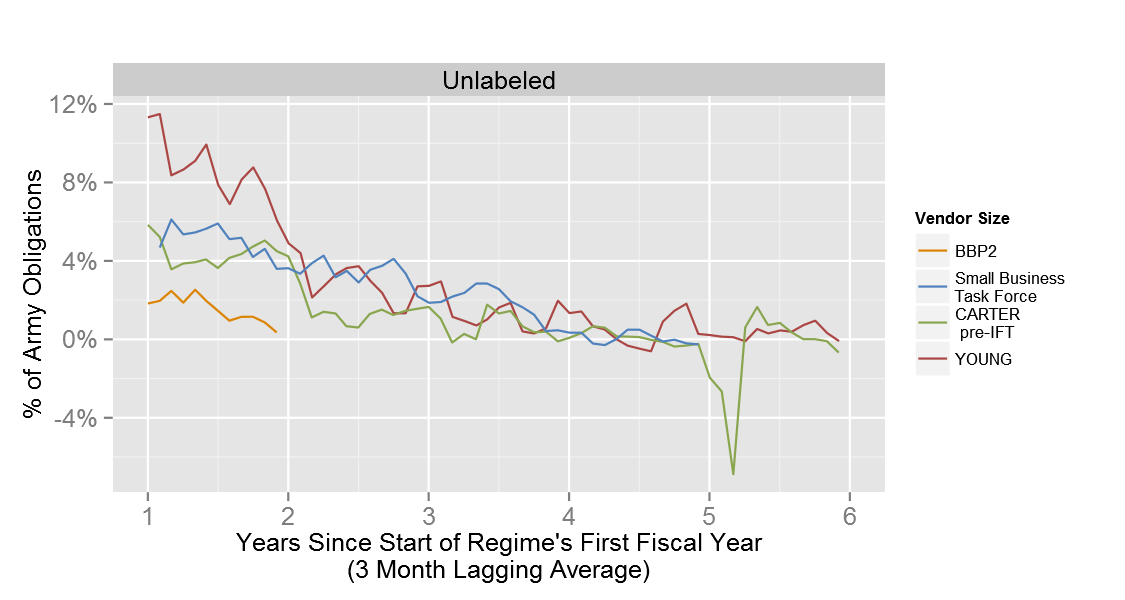 Unlabeled
12%
8%
4%
0%
-4%
% of Army Obligations
1 2 3 4 5 6
Years Since Start of Regime's First Fiscal Year
(3 Month Lagging Average)
Vendor Size
BBP2
Small Business
Task Force
CARTER
pre-IFT
YOUNG